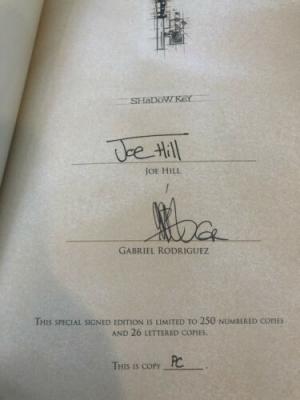 SHADOW KEY
Joe Hill
JOE HILL
GABRIEL RODRIGUEZ
THIS SPECIAL SIGNED EDITION IS LIMITED TO 250 NUMBERED COPIES
AND 26 LETTERED COPIES.
THIS IS COPY PC.